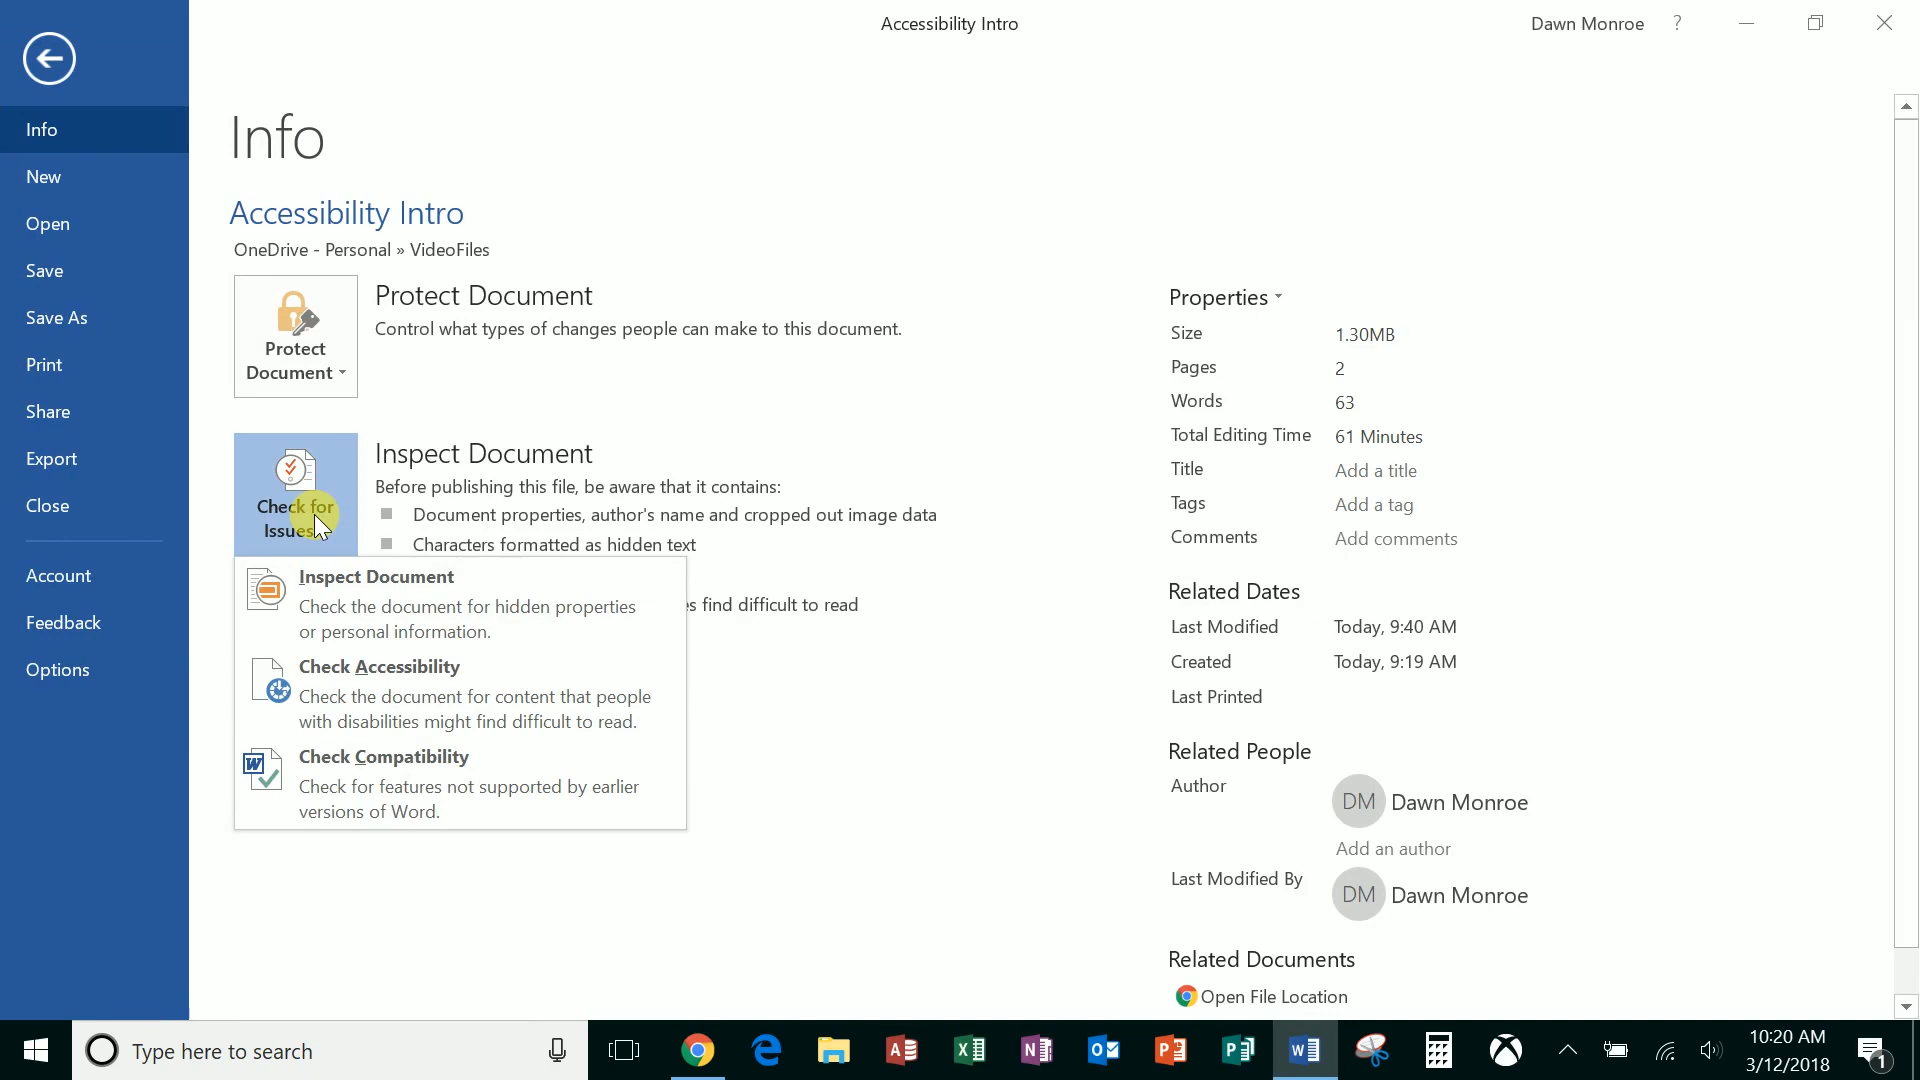 Accessibility Intro
Dawn Monroe
?
Info
New
Open
Save
Save As
Print
Share
Export
Close
Account
Feedback
Options
Info
Accessibility Intro
OneDrive - Personal » VideoFiles
Protect
Document
Protect Document
Control what types of changes people can make to this document.
Check for
Issues
Inspect Document
Before publishing this file, be aware that it contains:
Document properties, author's name and cropped out image data
Characters formatted as hidden text
find difficult to read
Inspect Document
Check the document for hidden properties
or personal information.
Check Accessibility
Check the document for content that people
with disabilities might find difficult to read.
Check Compatibility
Check for features not supported by earlier
versions of Word.
Properties
Size 1.30MB
Pages 2
Words 63
Total Editing Time 61 Minutes
Title Add a title
Tags Add a tag
Comments Add comments
Related Dates
Last Modified Today, 9:40 AM
Created Today, 9:19 AM
Last Printed
Related People
Author
DM Dawn Monroe
Add an author
Last Modified By
DM Dawn Monroe
Related Documents
Open File Location
Type here to search
10:20 AM
3/12/2018
1